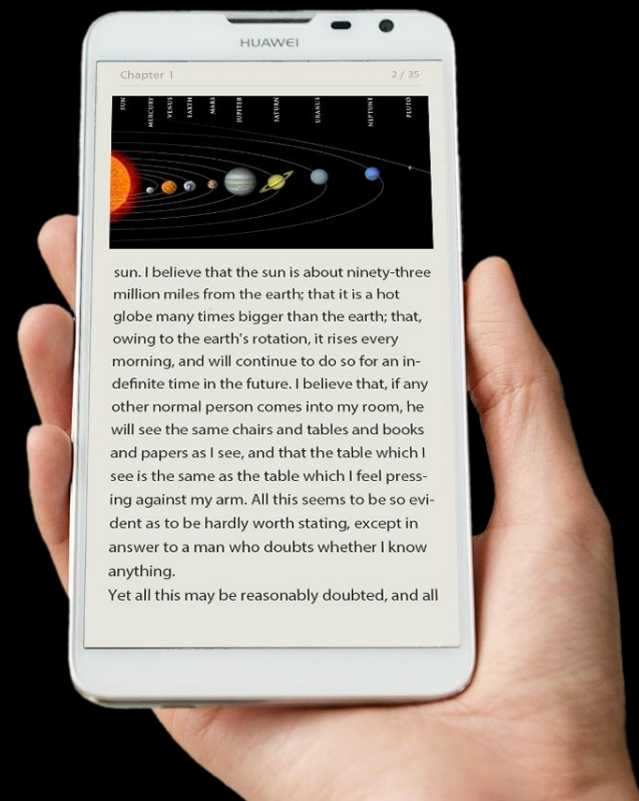 HUAWEI
Chapter 1
2 / 35
SUN
MERCURY
VENUS
EARTH
MARS
JUPITER
SATURN
URANUS
NEPTUNE
PLUTO
sun. I believe that the sun is about ninety-three
million miles from the earth; that it is a hot
globe many times bigger than the earth; that,
owing to the earth's rotation, it rises every
morning, and will continue to do so for an in-
definite time in the future. I believe that, if any
other normal person comes into my room, he
will see the same chairs and tables and books
and papers as I see, and that the table which I
see is the same as the table which I feel press-
ing against my arm. All this seems to be so evi-
dent as to be hardly worth stating, except in
answer to a man who doubts whether I know
anything.
Yet all this may be reasonably doubted, and all